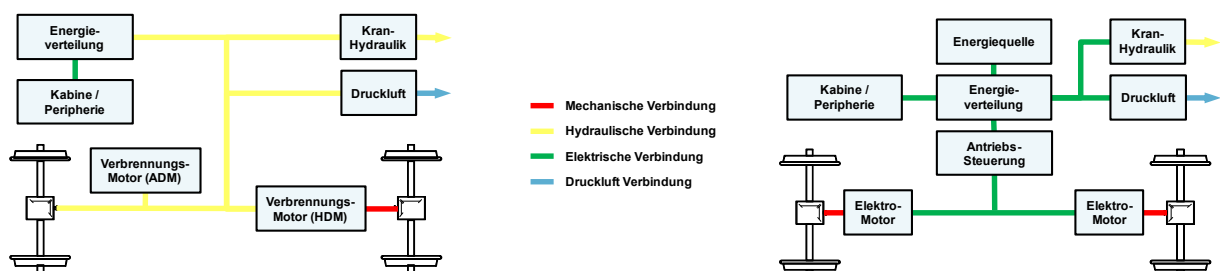 Energie-
verteilung
Kran-
Hydraulik
Kabine /
Peripherie
Druckluft
Verbrennungs-
Motor (ADM)
Verbrennungs-
Motor (HDM)
Mechanische Verbindung
Hydraulische Verbindung
Elektrische Verbindung
Druckluft Verbindung
Energiequelle
Kran-
Hydraulik
Kabine /
Peripherie
Energie-
verteilung
Druckluft
Antriebs-
Steuerung
Elektro-
Motor
Elektro-
Motor